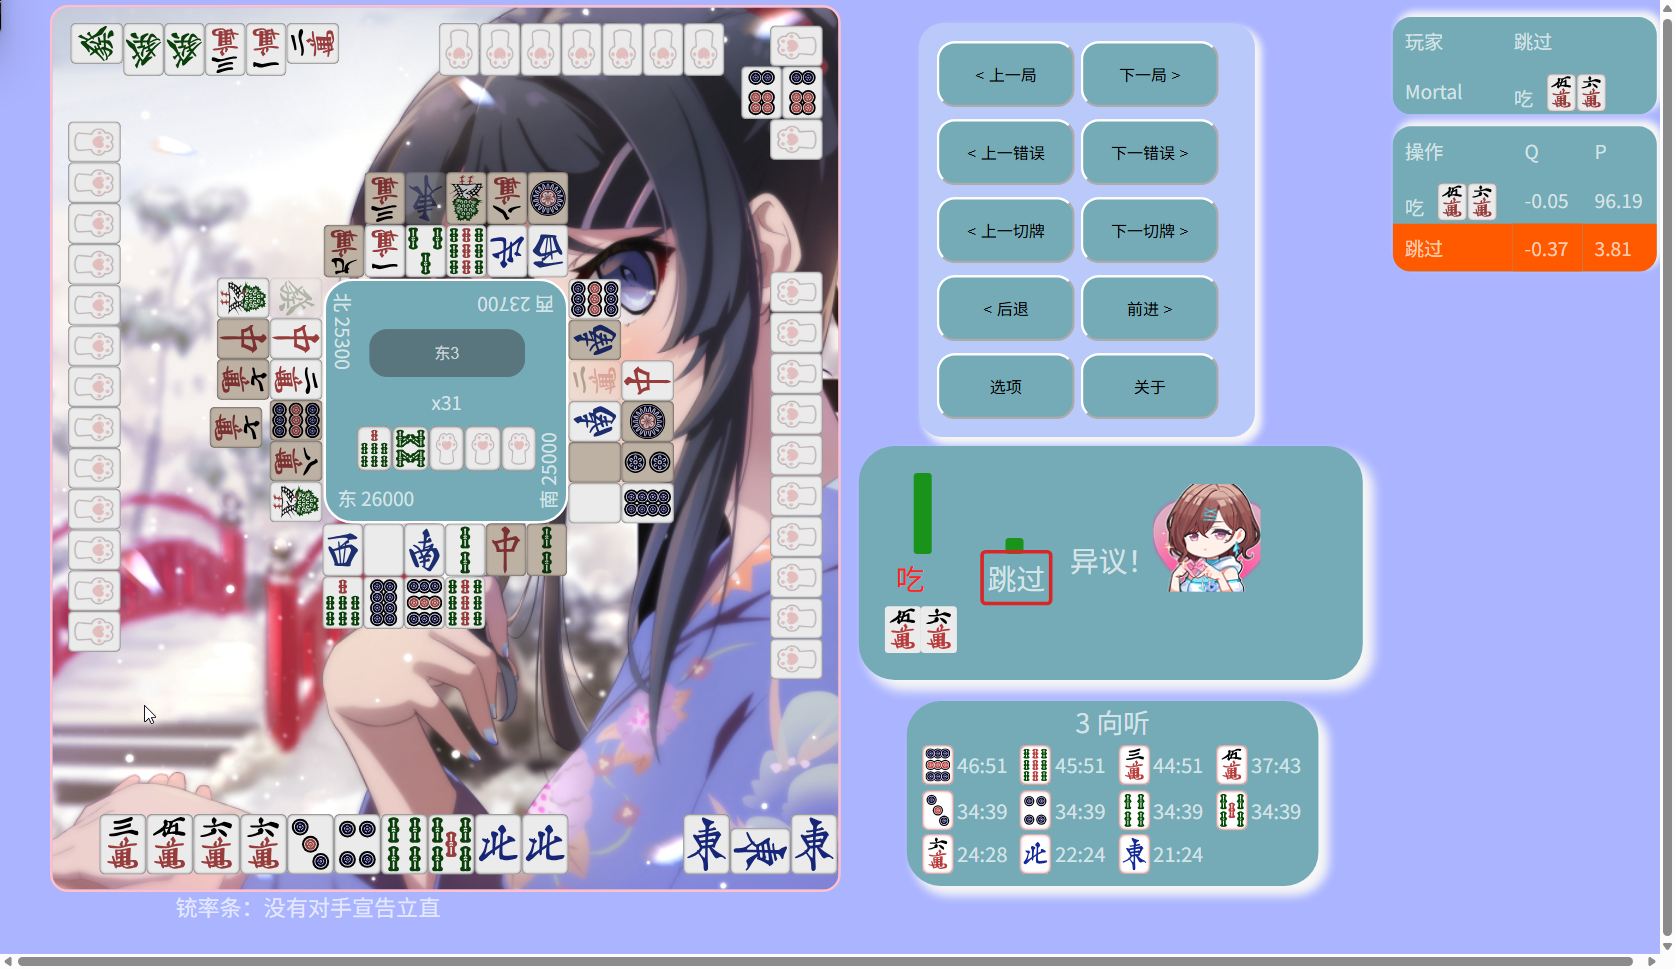 北 25300
西 23700
东3
x31
南 25000
东 26000
铳率条：没有对手宣告立直
< 上一局
下一局 >
< 上一错误
下一错误 >
< 上一切牌
下一切牌 >
< 后退
前进 >
选项
关于
吃
跳过
异议!
3 向听
46:51 45:51 44:51 37:43
34:39 34:39 34:39 34:39
24:28 22:24 21:24
玩家 跳过
Mortal 吃
操作 Q P
吃 -0.05 96.19
跳过 -0.37 3.81